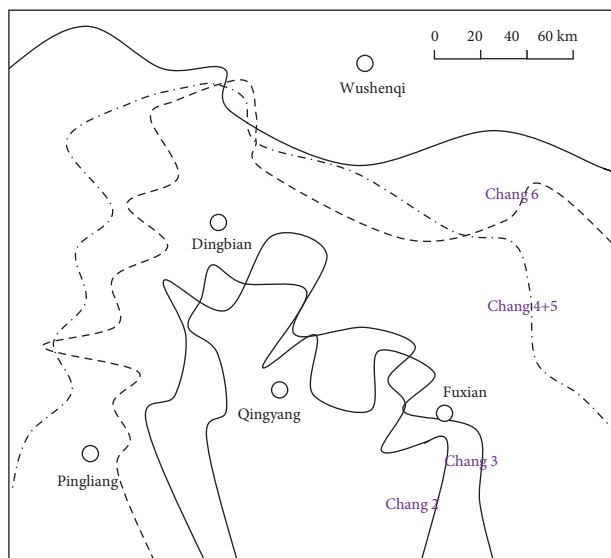 0 20 40 60 km
Wushenqi
Chang 6
Dingbian
Chang 4+5
Fuxian
Qingyang
Chang 3
Pingliang
Chang 2